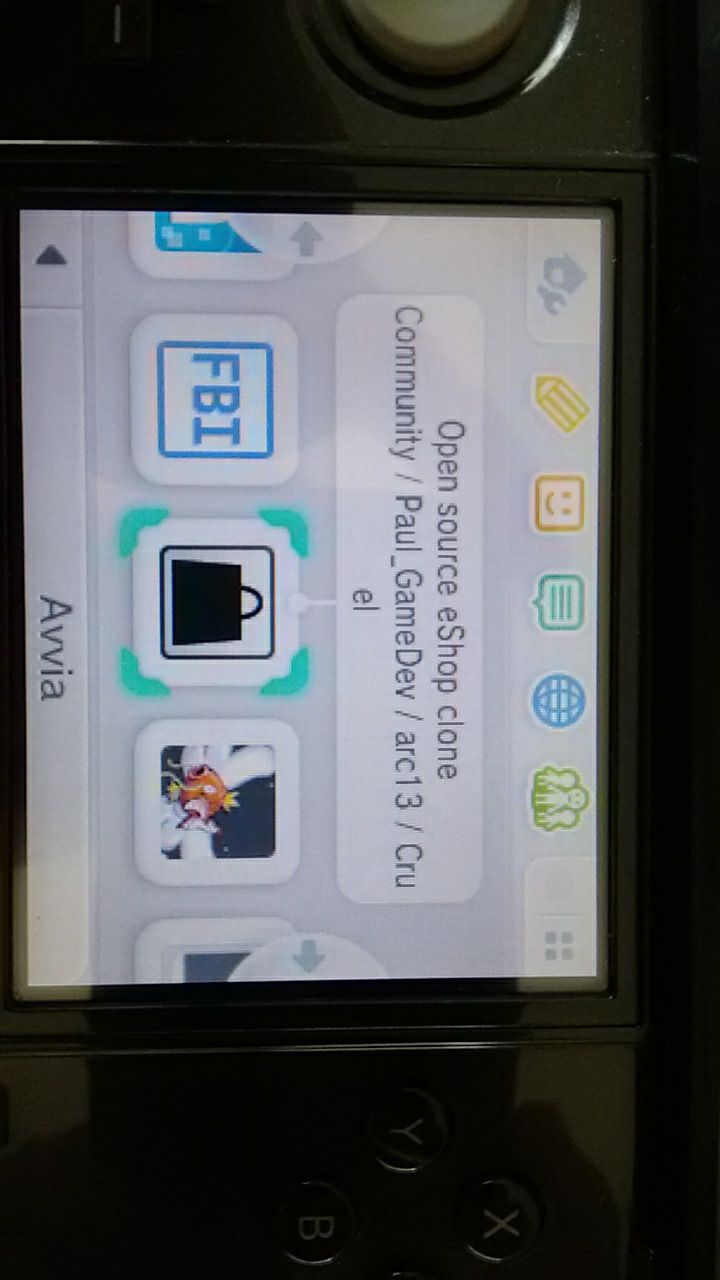 Open source eShop clone
Community / Paul_GameDev / arc13 / Cru
el
FBI
Avvia
Y
X
B